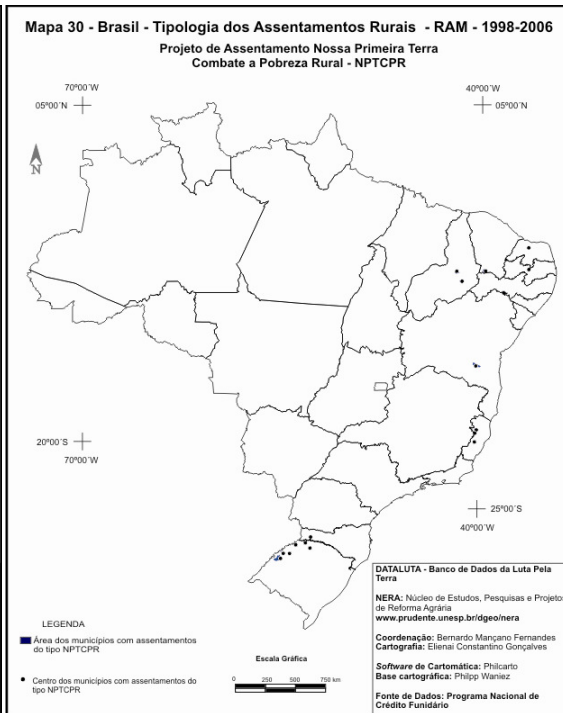 Mapa 30 - Brasil - Tipologia dos Assentamentos Rurais - RAM - 1998-2006
Projeto de Assentamento Nossa Primeira Terra
Combate a Pobreza Rural - NPTCPR
70º00´W
05ºOO´N
40º00´W
05º00´N
N
20º00´S
70º00´W
25º00´S
40º00´W
LEGENDA
Área dos municípios com assentamentos
do tipo NPTCPR
Centro dos municípios com assentamentos do
tipo NPTCPR
Escala Gráfica
0 250 500 750 km
DATALUTA - Banco de Dados da Luta Pela
Terra
NERA: Núcleo de Estudos, Pesquisas e Projetos
de Reforma Agrária
www.prudente.unesp.br/dgeo/nera
Coordenação: Bernardo Mançano Fernandes
Cartografia: Elienai Constantino Gonçalves
Software de Cartomática: Philcarto
Base cartográfica: Philpp Waniez
Fonte de Dados: Programa Nacional de
Crédito Fundiário